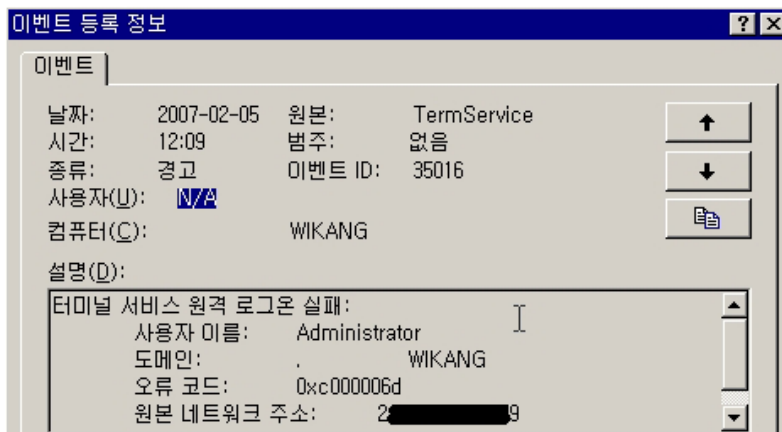 이벤트 등록 정보
이벤트
날짜: 2007-02-05 원본: TermService
시간: 12:09 범주: 없음
종류: 경고 이벤트 ID: 35016
사용자(U): N/A
컴퓨터(C): WIKANG
설명(D):
터미널 서비스 원격 로그온 실패:
사용자 이름: Administrator
도메인: . WIKANG
오류 코드: 0xc000006d
원본 네트워크 주소: 2 9